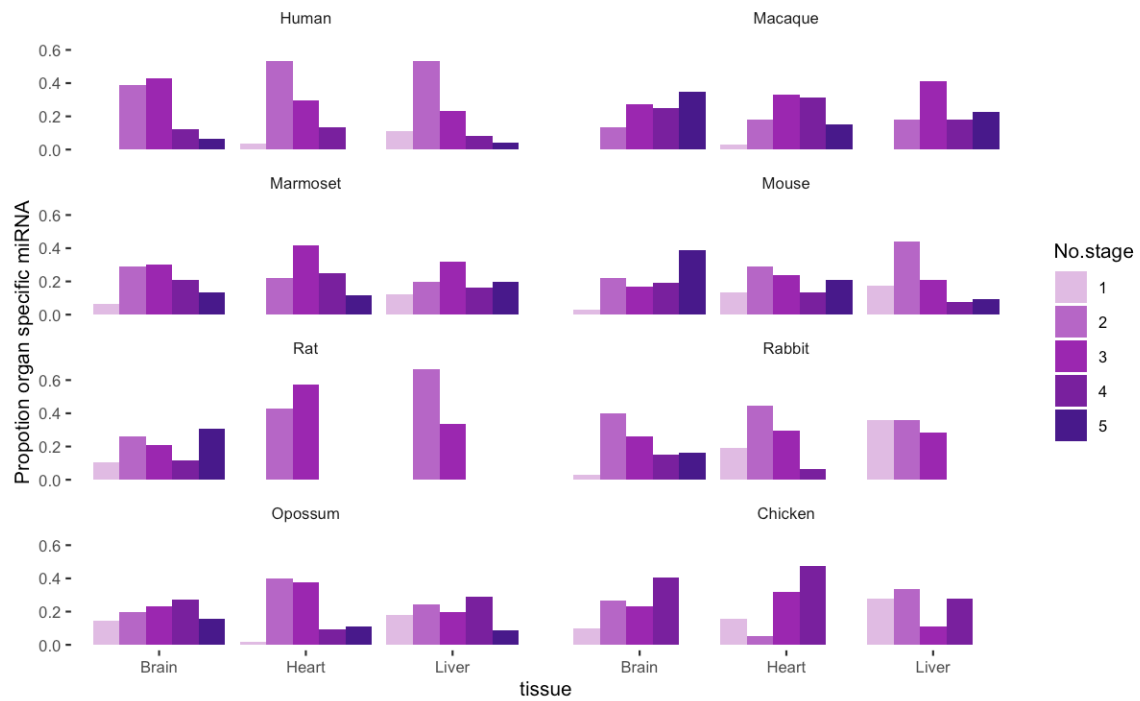 Human
Macaque
0.6
0.4
0.2
0.0
Marmoset
Mouse
0.6
0.4
0.2
0.0
Rat
Rabbit
0.6
0.4
0.2
0.0
Opossum
Chicken
0.6
0.4
0.2
0.0
Brain
Heart
Liver
Brain
Heart
Liver
tissue
Propotion organ specific miRNA
No.stage
1
2
3
4
5